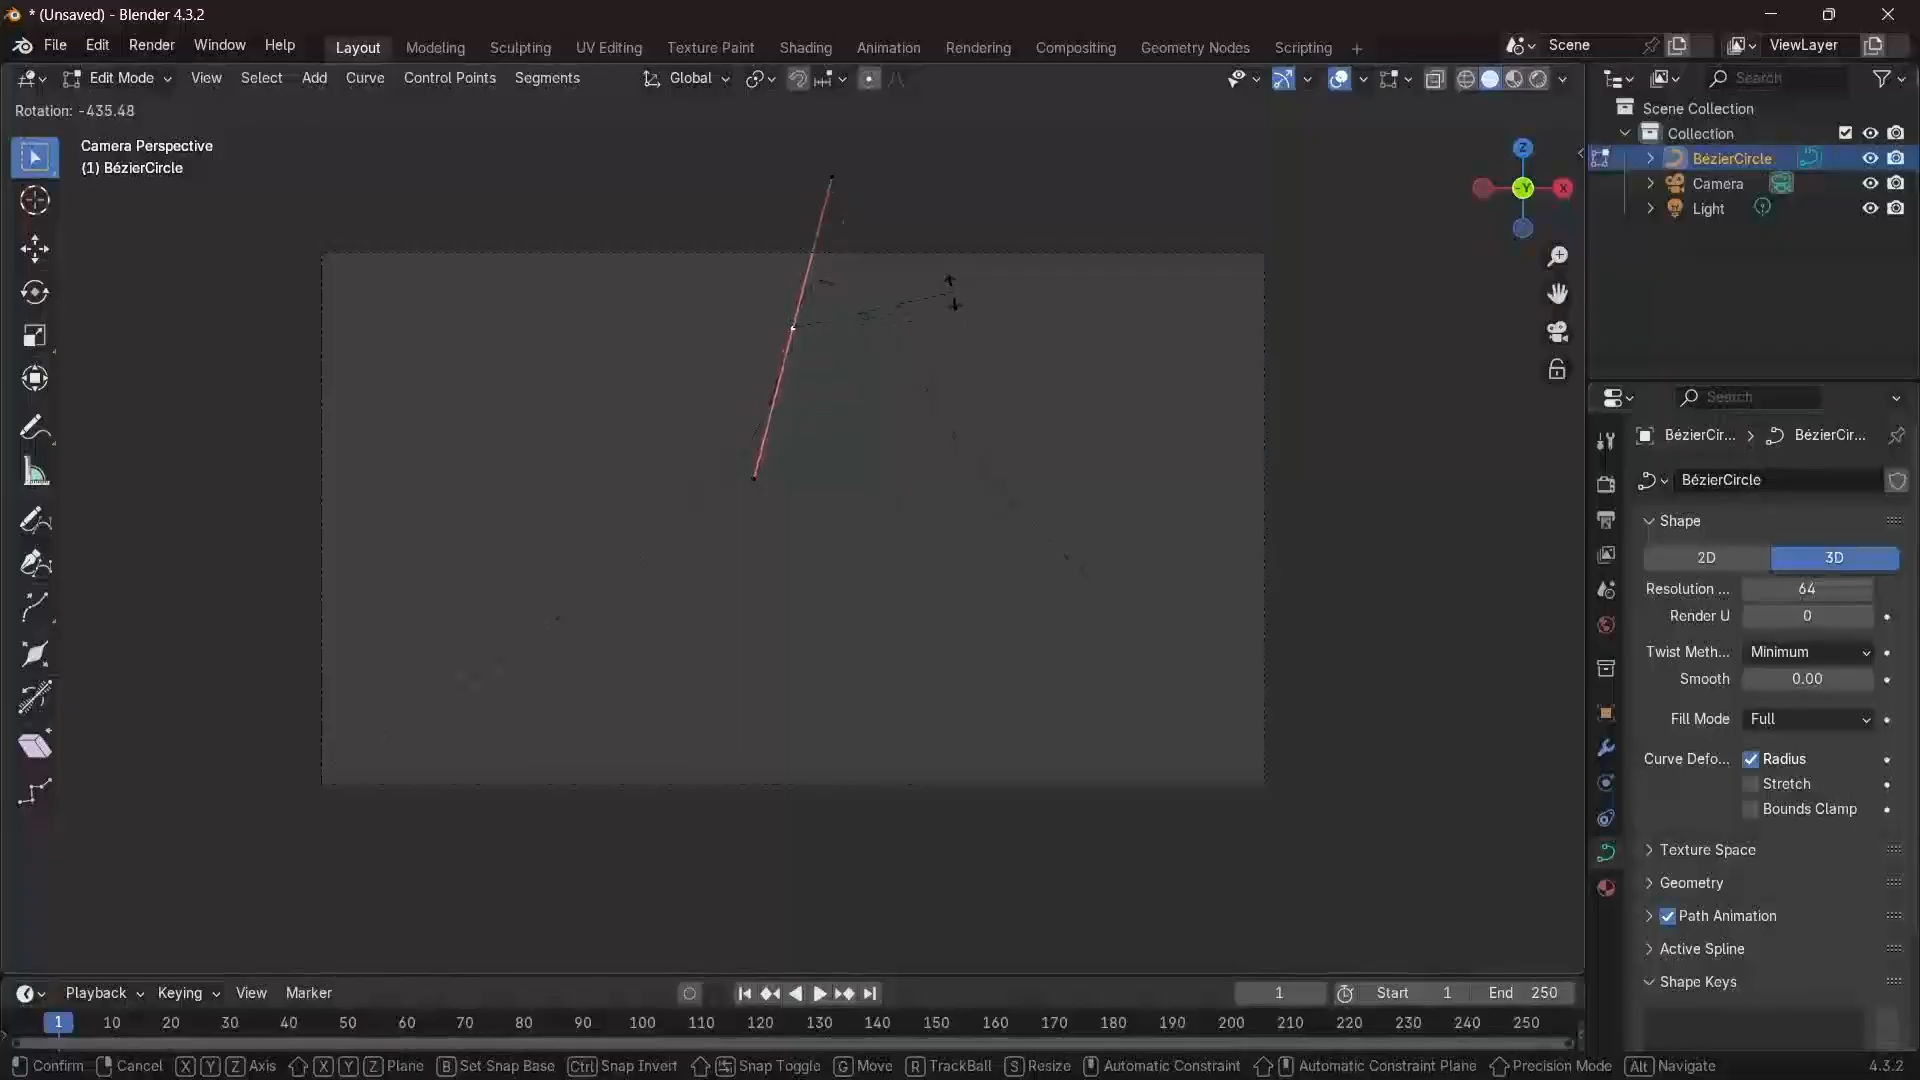 * (Unsaved) - Blender 4.3.2
File Edit Render Window Help
Layout Modeling Sculpting UV Editing Texture Paint Shading Animation Rendering Compositing Geometry Nodes Scripting +
Scene
ViewLayer
Edit Mode View Select Add Curve Control Points Segments
Global
Search
Rotation: -435.48
Camera Perspective
(1) BézierCircle
Z
-Y
X
Scene Collection
Collection
BézierCircle
Camera
Light
Search
BézierCir... > BézierCir...
BézierCircle
Shape
2D 3D
Resolution ... 64
Render U 0
Twist Meth... Minimum
Smooth 0.00
Fill Mode Full
Curve Defo... Radius
Stretch
Bounds Clamp
Texture Space
Geometry
Path Animation
Active Spline
Shape Keys
Playback Keying View Marker
1 Start 1 End 250
1 10 20 30 40 50 60 70 80 90 100 110 120 130 140 150 160 170 180 190 200 210 220 230 240 250
Confirm Cancel X Y Z Axis X Y Z Plane B Set Snap Base Ctrl Snap Invert Snap Toggle G Move R TrackBall S Resize Automatic Constraint Automatic Constraint Plane Precision Mode Alt Navigate 4.3.2